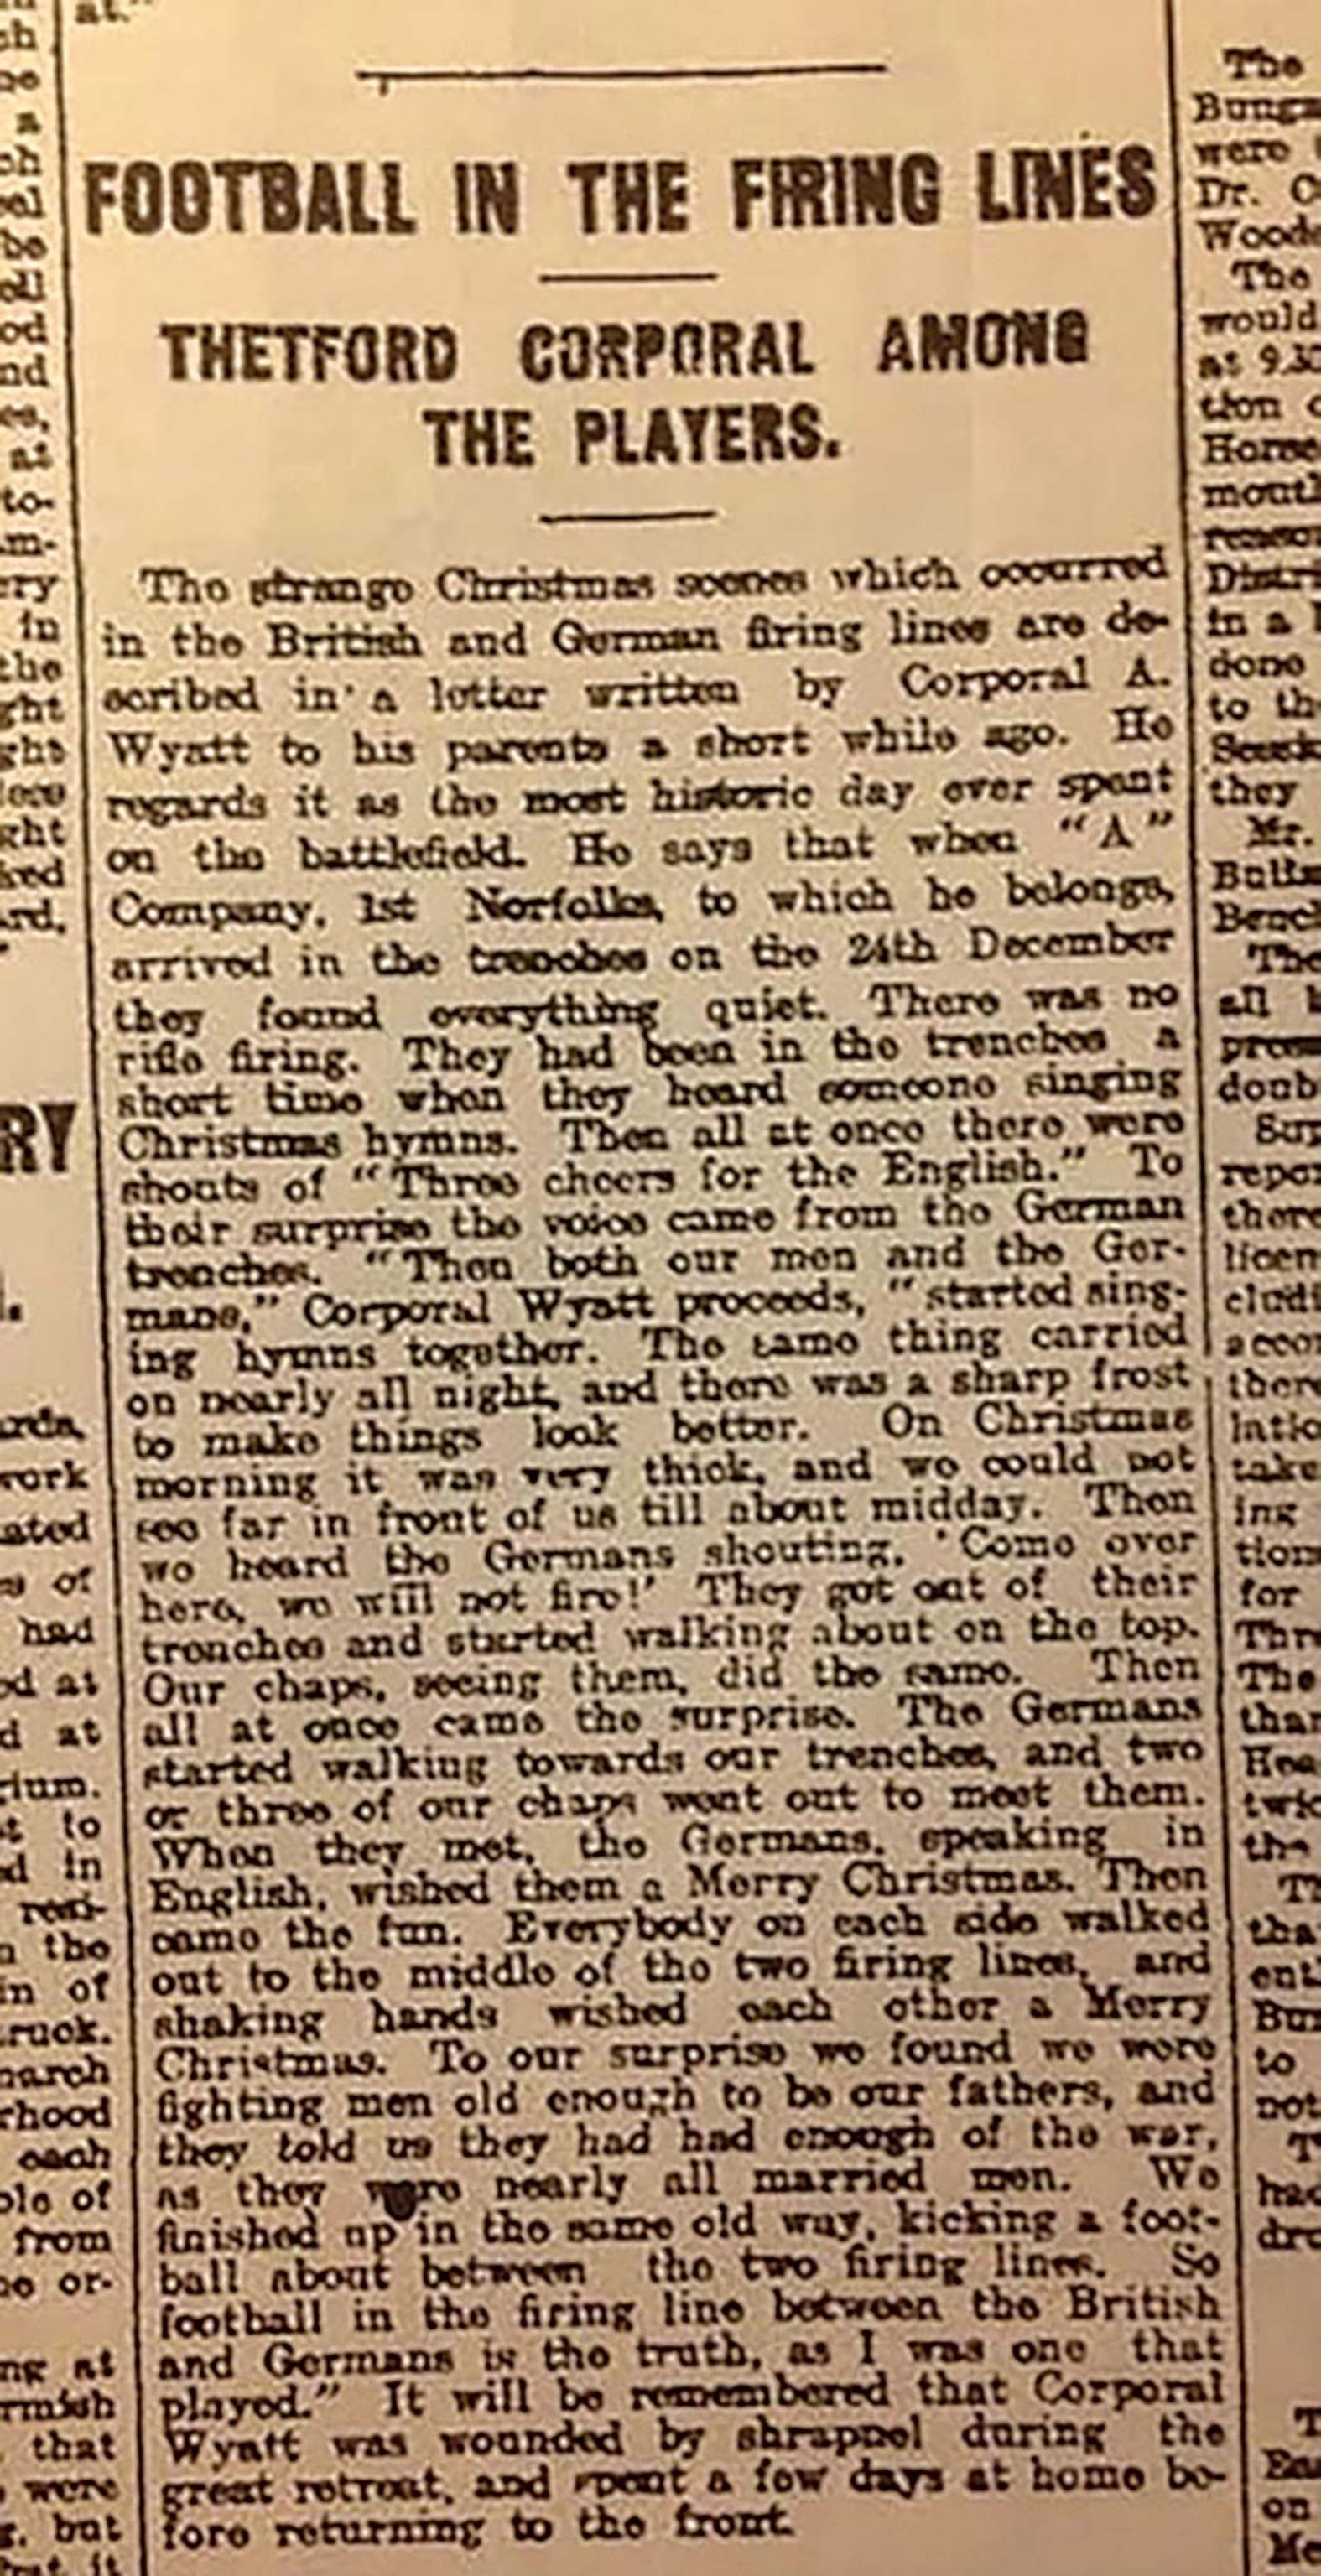 FOOTBALL IN THE FIRING LINES
THETFORD CORPORAL AMONG
THE PLAYERS.
The strange Christmas scenes which occurred
in the British and German firing lines are de-
scribed in a letter written by Corporal A.
Wyatt to his parents a short while ago. He
regards it as the most historic day ever spent
on the battlefield. He says that when "A"
Company, 1st Norfolks, to which he belongs,
arrived in the trenches on the 24th December
they found everything quiet. There was no
rifle firing. They had been in the trenches a
short time when they heard someone singing
Christmas hymns. Then all at once there were
shouts of "Three cheers for the English." To
their surprise the voice came from the German
trenches. "Then both our men and the Ger-
mans," Corporal Wyatt proceeds, "started sing-
ing hymns together. The same thing carried
on nearly all night, and there was a sharp frost
to make things look better. On Christmas
morning it was very thick, and we could not
see far in front of us till about midday. Then
we heard the Germans shouting, 'Come over
here, we will not fire!' They got out of their
trenches and started walking about on the top.
Our chaps, seeing them, did the same. Then
all at once came the surprise. The Germans
started walking towards our trenches, and two
or three of our chaps went out to meet them.
When they met, the Germans, speaking in
English, wished them a Merry Christmas. Then
came the fun. Everybody on each side walked
out to the middle of the two firing lines, and
shaking hands wished each other a Merry
Christmas. To our surprise we found we were
fighting men old enough to be our fathers, and
they told us they had had enough of the war,
as they were nearly all married men. We
finished up in the same old way, kicking a foot-
ball about between the two firing lines. So
football in the firing line between the British
and Germans is the truth, as I was one that
played." It will be remembered that Corporal
Wyatt was wounded by shrapnel during the
great retreat, and spent a few days at home be-
fore returning to the front.